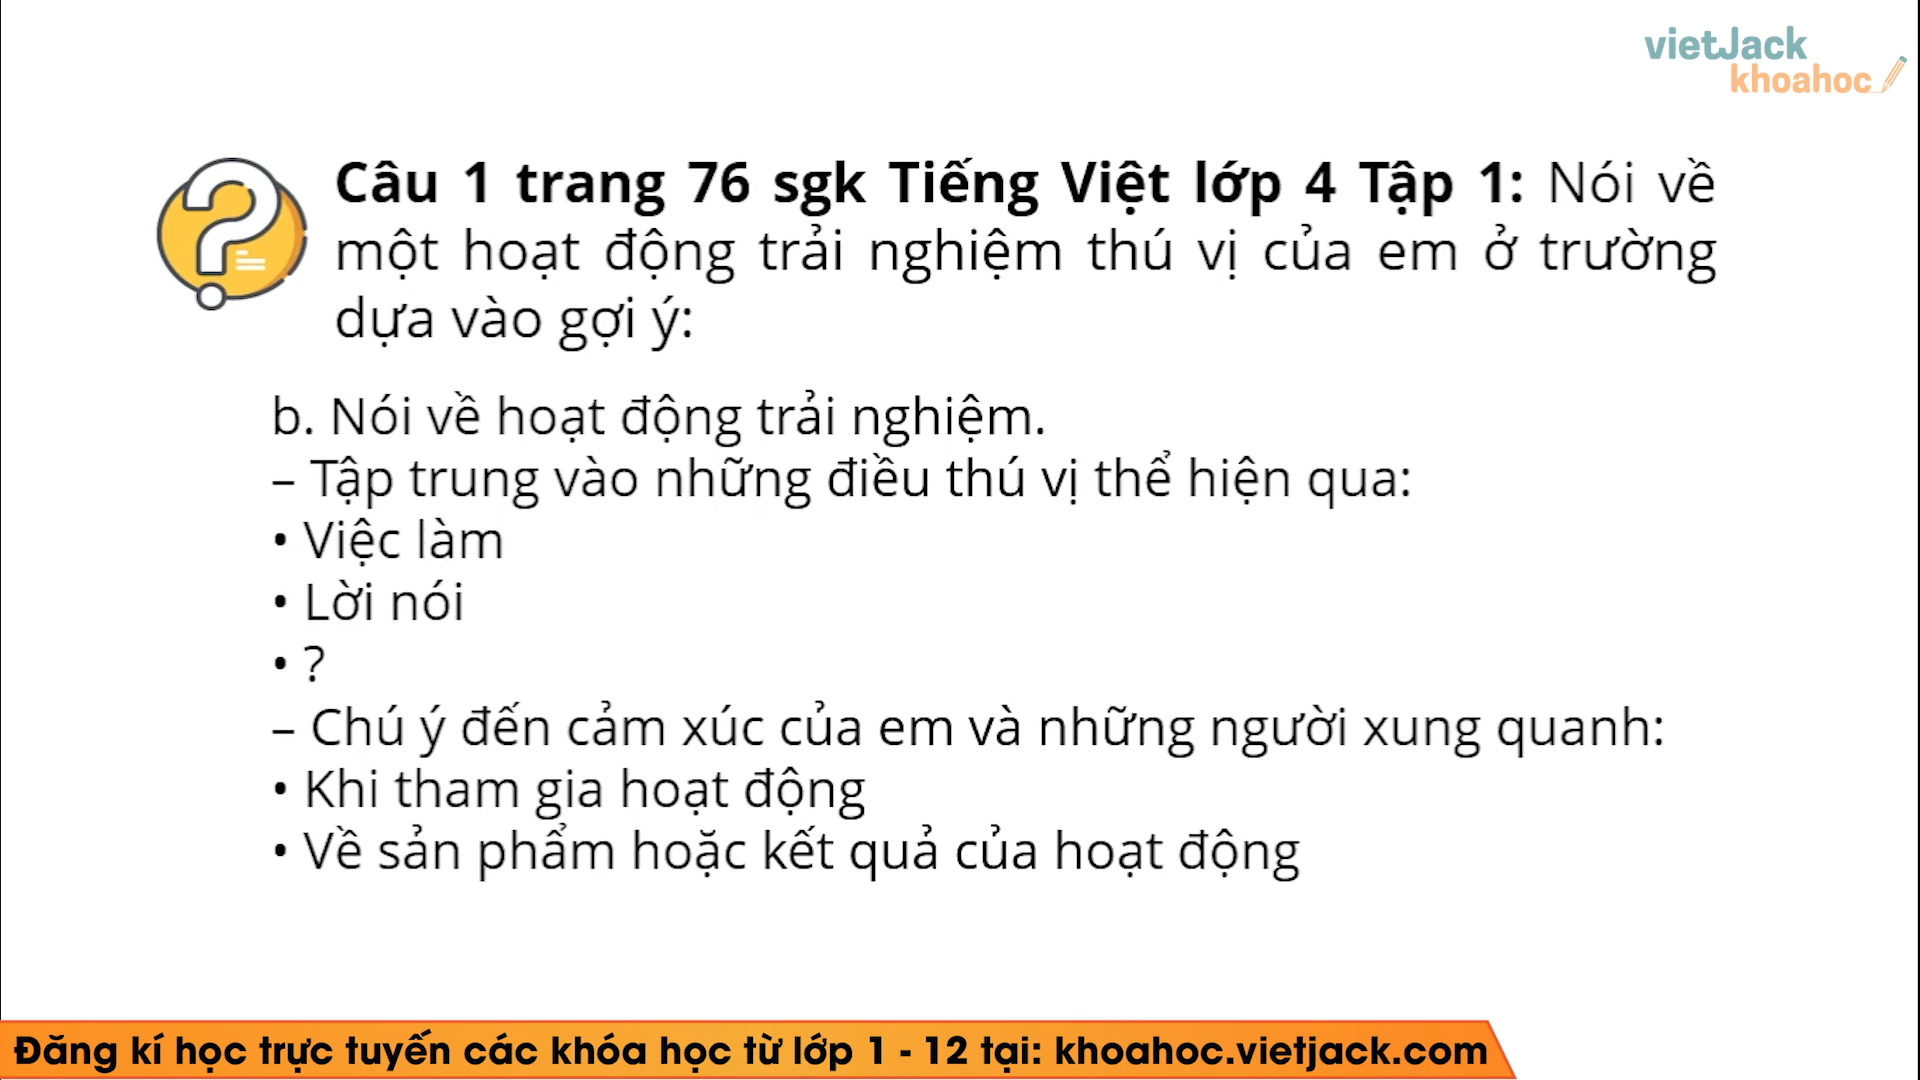 vietJack
khoahoc
Câu 1 trang 76 sgk Tiếng Việt lớp 4 Tập 1: Nói về
một hoạt động trải nghiệm thú vị của em ở trường
dựa vào gợi ý:
b. Nói về hoạt động trải nghiệm.
– Tập trung vào những điều thú vị thể hiện qua:
• Việc làm
• Lời nói
• ?
– Chú ý đến cảm xúc của em và những người xung quanh:
• Khi tham gia hoạt động
• Về sản phẩm hoặc kết quả của hoạt động
Đăng kí học trực tuyến các khóa học từ lớp 1 - 12 tại: khoahoc.vietjack.com